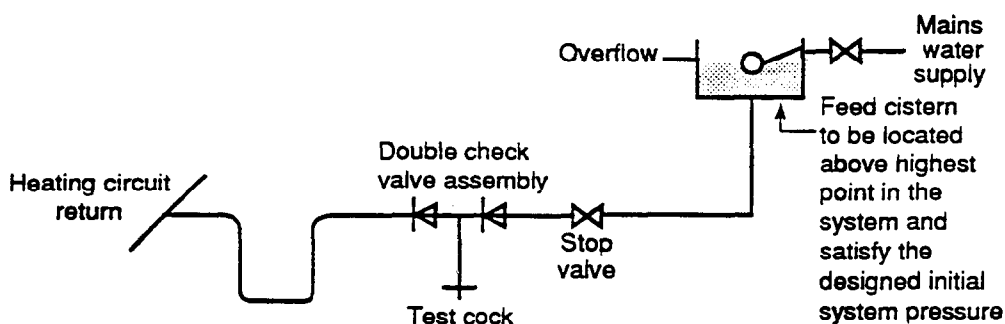 Mains
water
supply
Overflow
Feed cistern
to be located
above highest
point in the
system and
satisfy the
designed initial
system pressure
Double check
valve assembly
Heating circuit
return
Stop
valve
Test cock